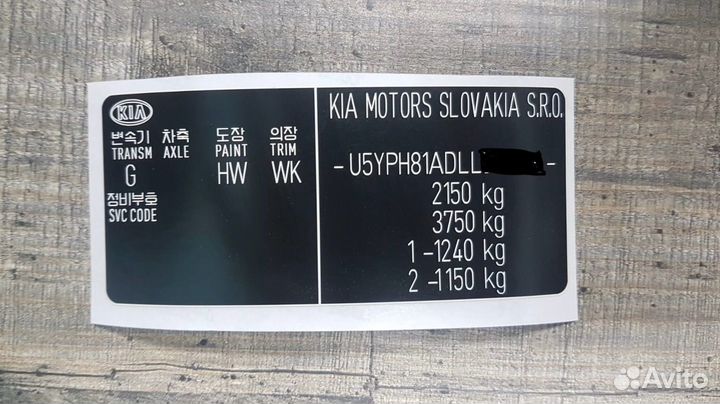 KIA
변속기 차축 도장 의장
TRANSM AXLE PAINT TRIM
G HW WK
정비부호
SVC CODE
KIA MOTORS SLOVAKIA S.R.O.
-U5YPH81ADLL -
2150 kg
3750 kg
1 -1240 kg
2 -1150 kg
Avito